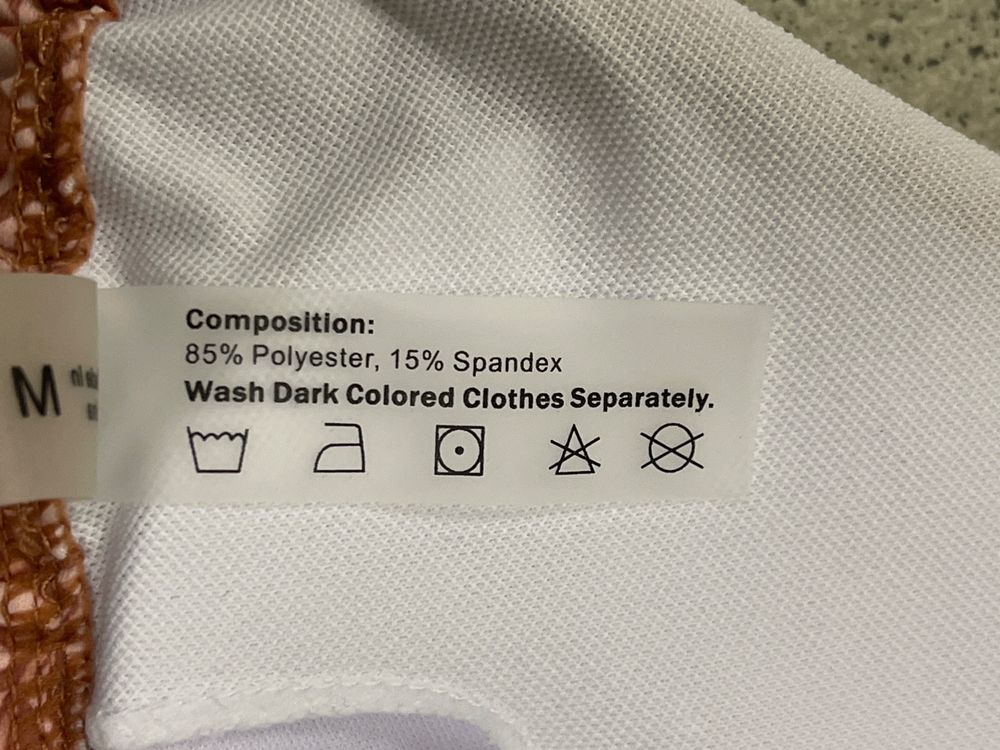 Composition:
85% Polyester, 15% Spandex
Wash Dark Colored Clothes Separately.
M